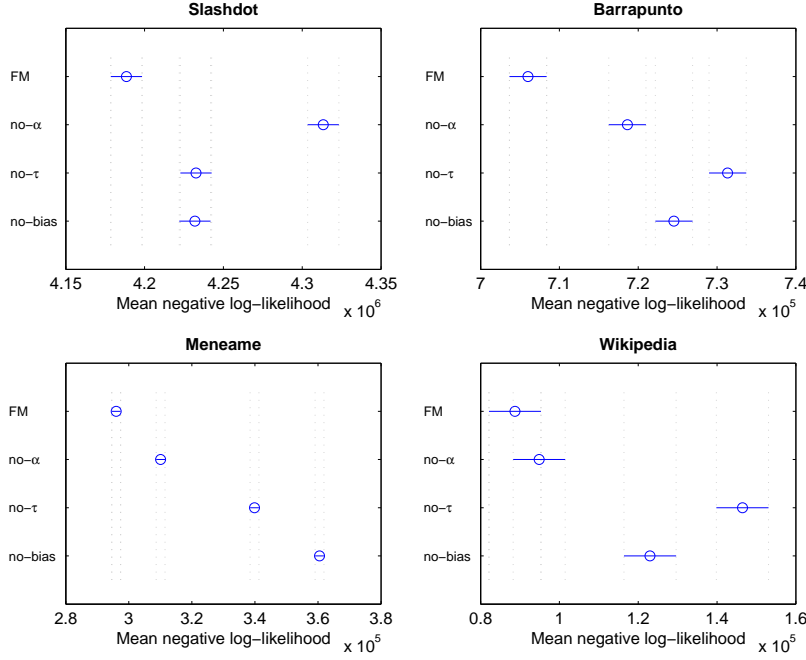 Slashdot
FM
no−α
no−τ
no−bias
4.15 4.2 4.25 4.3 4.35
Mean negative log−likelihood x 10^6
Barrapunto
FM
no−α
no−τ
no−bias
7 7.1 7.2 7.3 7.4
Mean negative log−likelihood x 10^5
Meneame
FM
no−α
no−τ
no−bias
2.8 3 3.2 3.4 3.6 3.8
Mean negative log−likelihood x 10^5
Wikipedia
FM
no−α
no−τ
no−bias
0.8 1 1.2 1.4 1.6
Mean negative log−likelihood x 10^5